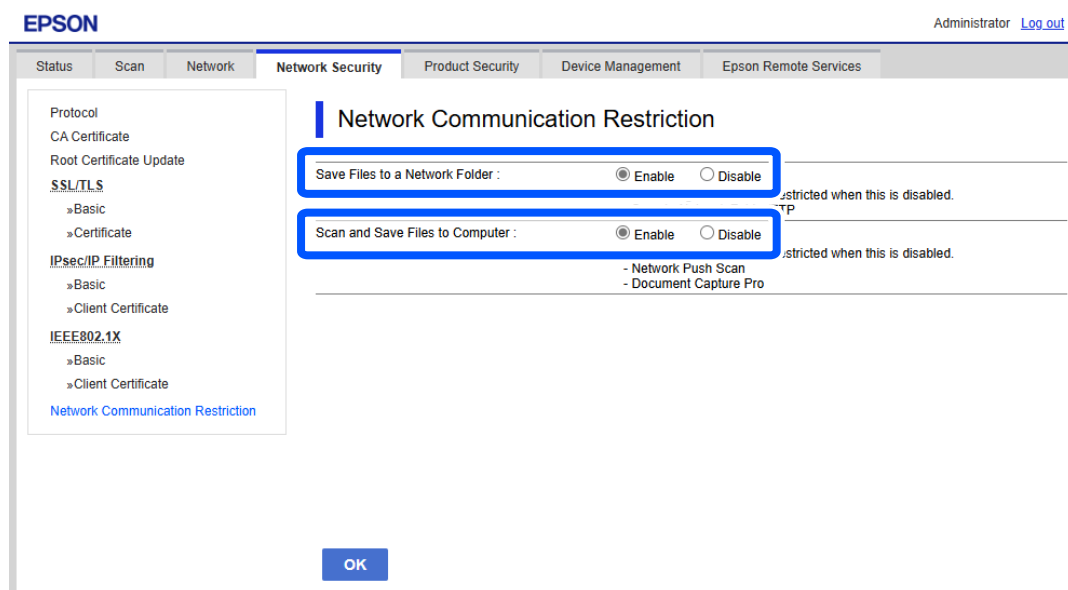 EPSON
Administrator Log out
Status Scan Network Network Security Product Security Device Management Epson Remote Services
Protocol
CA Certificate
Root Certificate Update
SSL/TLS
»Basic
»Certificate
IPsec/IP Filtering
»Basic
»Client Certificate
IEEE802.1X
»Basic
»Client Certificate
Network Communication Restriction
Network Communication Restriction
Save Files to a Network Folder : Enable Disable
restricted when this is disabled.
Scan and Save Files to Computer : Enable Disable
restricted when this is disabled.
- Network Push Scan
- Document Capture Pro
OK